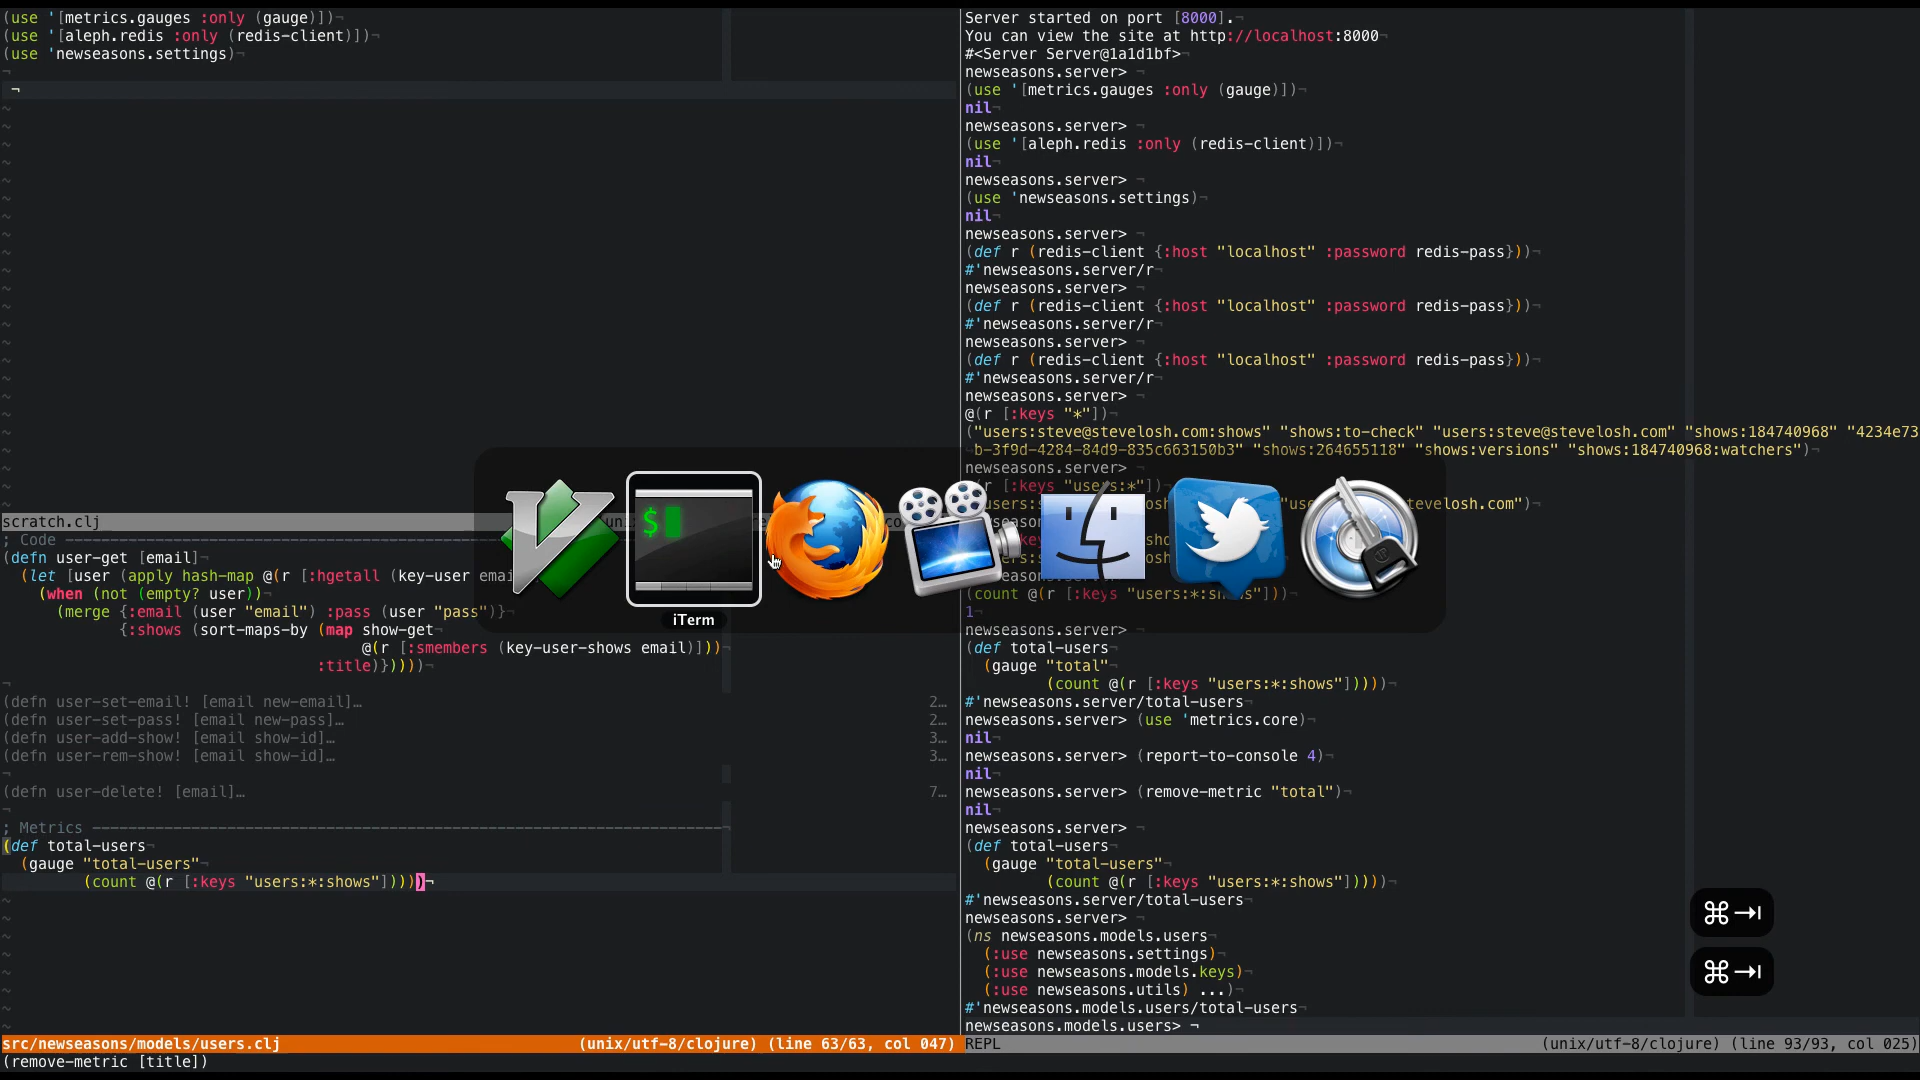 (use '[metrics.gauges :only (gauge)])¬
(use '[aleph.redis :only (redis-client)])¬
(use 'newseasons.settings)¬
¬
¬
scratch.clj
; Code
(defn user-get [email]¬
(let [user (apply hash-map @(r [:hgetall (key-user emai
(when (not (empty? user))¬
(merge {:email (user "email") :pass (user "pass")}¬
{:shows (sort-maps-by (map show-get¬
@(r [:smembers (key-user-shows email)]))¬
:title)})))¬
¬
(defn user-set-email! [email new-email]… 2…
(defn user-set-pass! [email new-pass]… 2…
(defn user-add-show! [email show-id]… 3…
(defn user-rem-show! [email show-id]… 3…
¬
(defn user-delete! [email]… 7…
¬
; Metrics ¬
(def total-users¬
(gauge "total-users"¬
(count @(r [:keys "users:*:shows"]))))¬
src/newseasons/models/users.clj (unix/utf-8/clojure) (line 63/63, col 047)
(remove-metric [title])
Server started on port [8000].¬
You can view the site at http://localhost:8000¬
#<Server Server@1a1d1bf>¬
newseasons.server> ¬
(use '[metrics.gauges :only (gauge)])¬
nil¬
newseasons.server> ¬
(use '[aleph.redis :only (redis-client)])¬
nil¬
newseasons.server> ¬
(use 'newseasons.settings)¬
nil¬
newseasons.server> ¬
(def r (redis-client {:host "localhost" :password redis-pass}))¬
#'newseasons.server/r¬
newseasons.server> ¬
(def r (redis-client {:host "localhost" :password redis-pass}))¬
#'newseasons.server/r¬
newseasons.server> ¬
(def r (redis-client {:host "localhost" :password redis-pass}))¬
#'newseasons.server/r¬
newseasons.server> ¬
@(r [:keys "*"])¬
("users:steve@stevelosh.com:shows" "shows:to-check" "users:steve@stevelosh.com" "shows:184740968" "4234e73
b-3f9d-4284-84d9-835c663150b3" "shows:264655118" "shows:versions" "shows:184740968:watchers")¬
newseasons.server> ¬
(r [:keys "users:*"])¬
stevelosh.com")¬
(count @(r [:keys "users:*:shows"]))¬
1¬
newseasons.server> ¬
(def total-users¬
(gauge "total"¬
(count @(r [:keys "users:*:shows"]))))¬
#'newseasons.server/total-users¬
newseasons.server> (use 'metrics.core)¬
nil¬
newseasons.server> (report-to-console 4)¬
nil¬
newseasons.server> (remove-metric "total")¬
nil¬
newseasons.server> ¬
(def total-users¬
(gauge "total-users"¬
(count @(r [:keys "users:*:shows"]))))¬
#'newseasons.server/total-users¬
newseasons.server> ¬
(ns newseasons.models.users¬
(:use newseasons.settings)¬
(:use newseasons.models.keys)¬
(:use newseasons.utils) ...)¬
#'newseasons.models.users/total-users¬
newseasons.models.users> ¬
REPL (unix/utf-8/clojure) (line 93/93, col 025)
$
iTerm
⌘⇥
⌘⇥